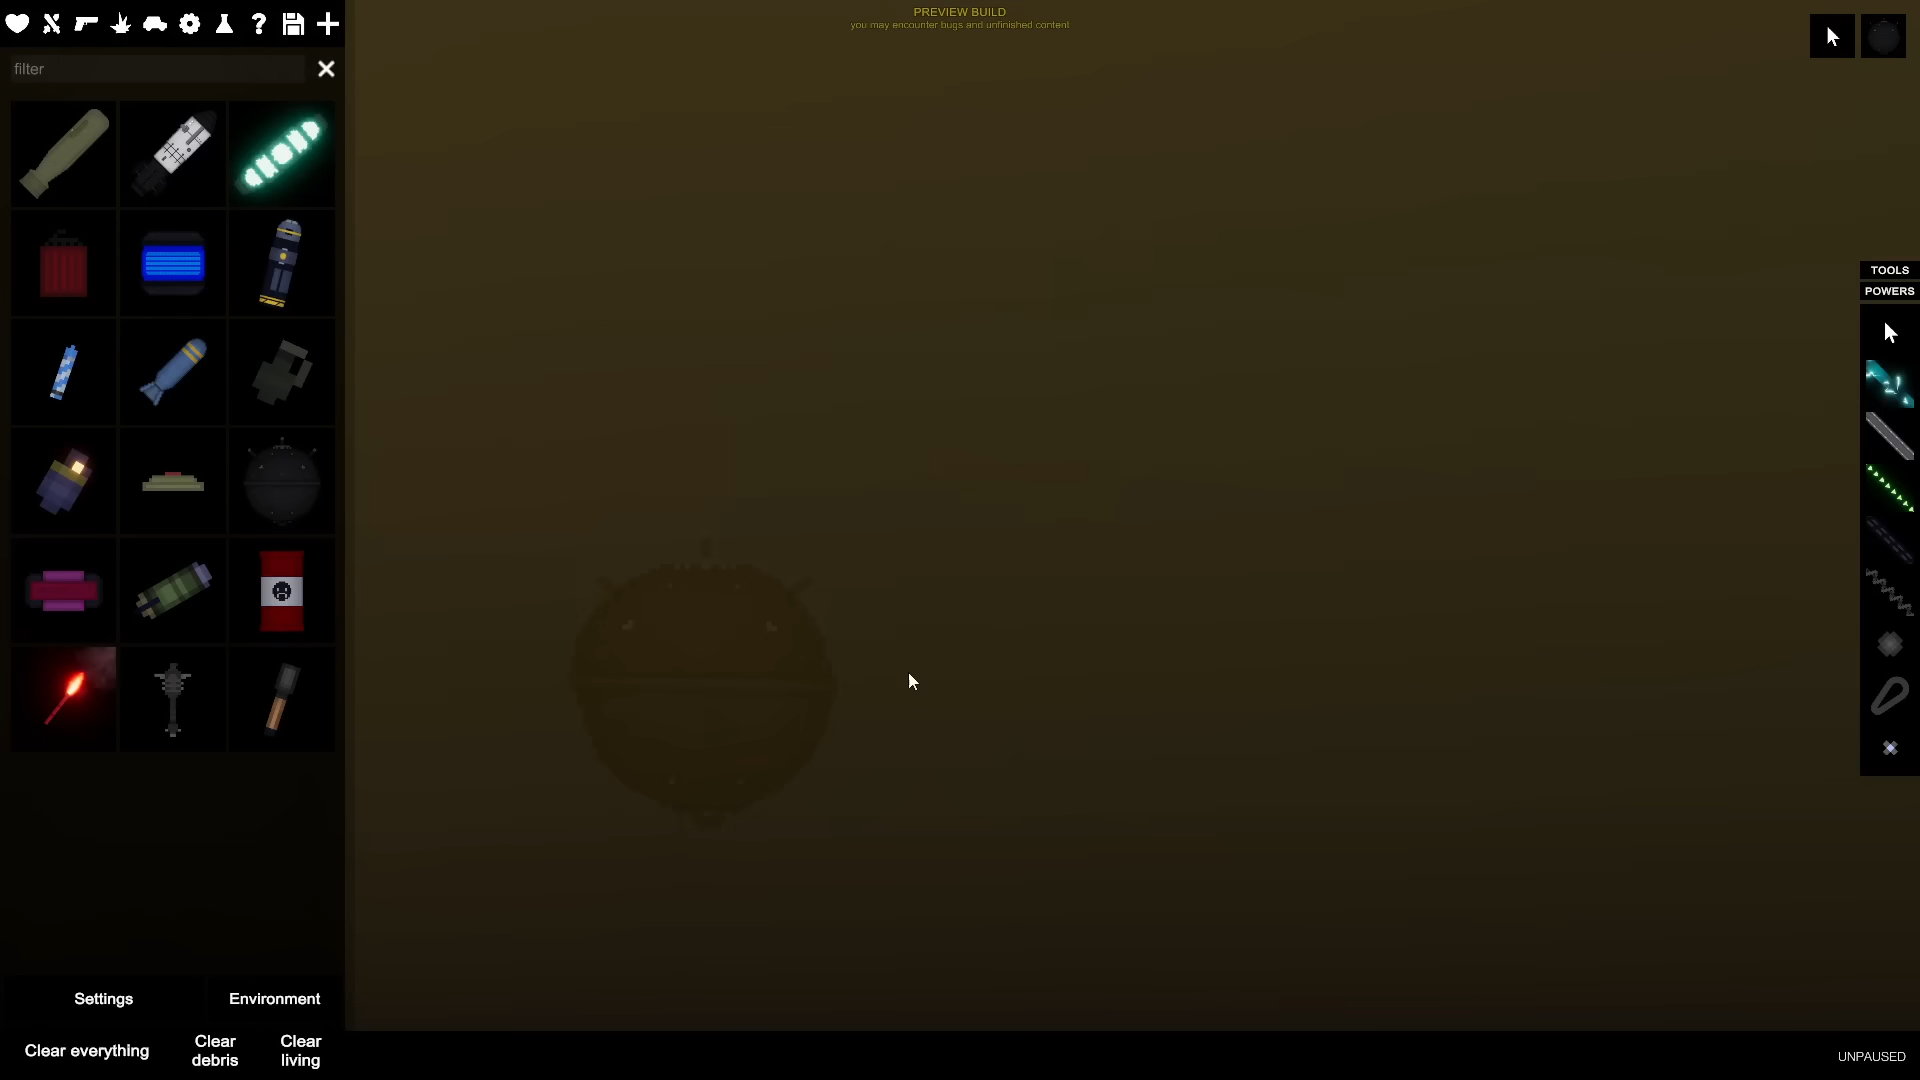 PREVIEW BUILD
you may encounter bugs and unfinished content
filter
TOOLS
POWERS
Settings
Environment
Clear everything
Clear debris
Clear living
UNPAUSED